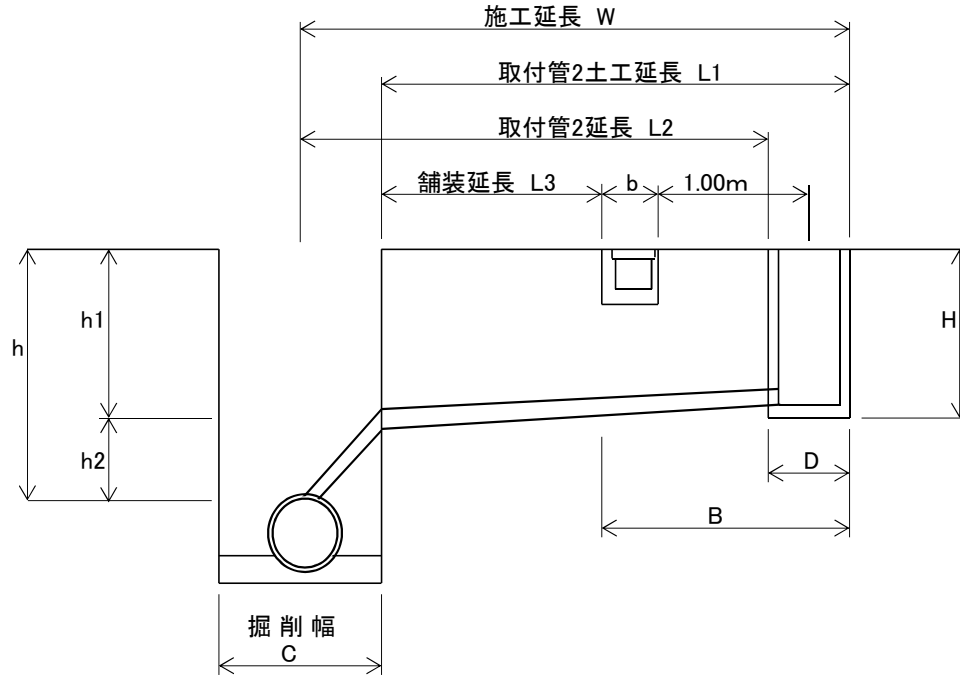 施工延長 W
取付管2土工延長 L1
取付管2延長 L2
舗装延長 L3
b
1.00m
h1
h
H
h2
D
B
掘削幅
C